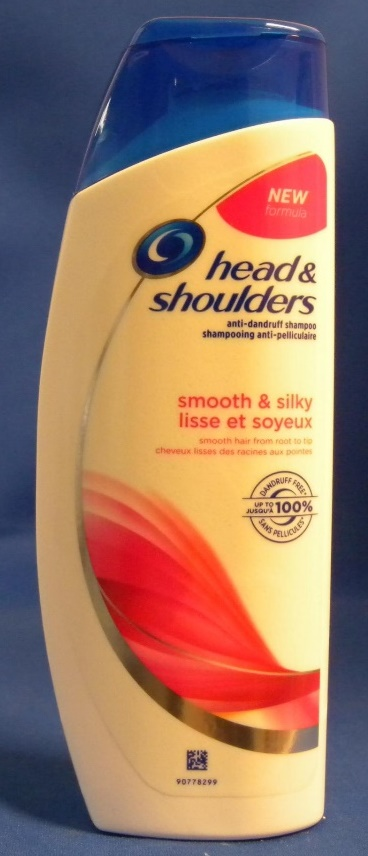 NEW
formula
head &
shoulders
anti-dandruff shampoo
shampooing anti-pelliculaire
smooth & silky
lisse et soyeux
smooth hair from root to tip
cheveux lisses des racines aux pointes
DANDRUFF FREE*
UP TO
JUSQU'À 100%
SANS PELLICULES*
90778299